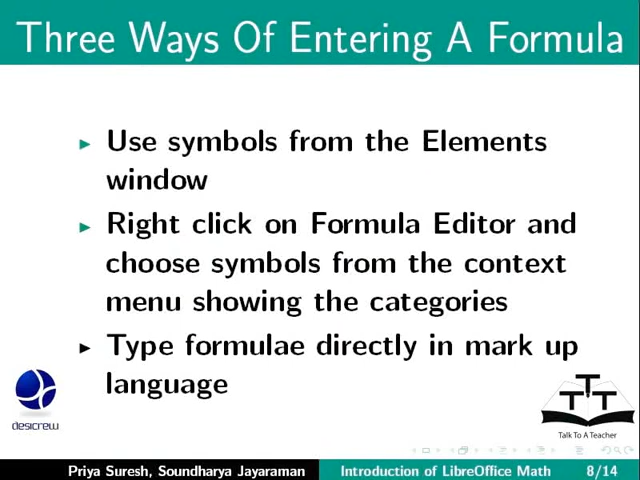 Three Ways Of Entering A Formula
Use symbols from the Elements
window
Right click on Formula Editor and
choose symbols from the context
menu showing the categories
Type formulae directly in mark up
language
desicrew
T T T
Talk To A Teacher
Priya Suresh, Soundharya Jayaraman Introduction of LibreOffice Math 8/14